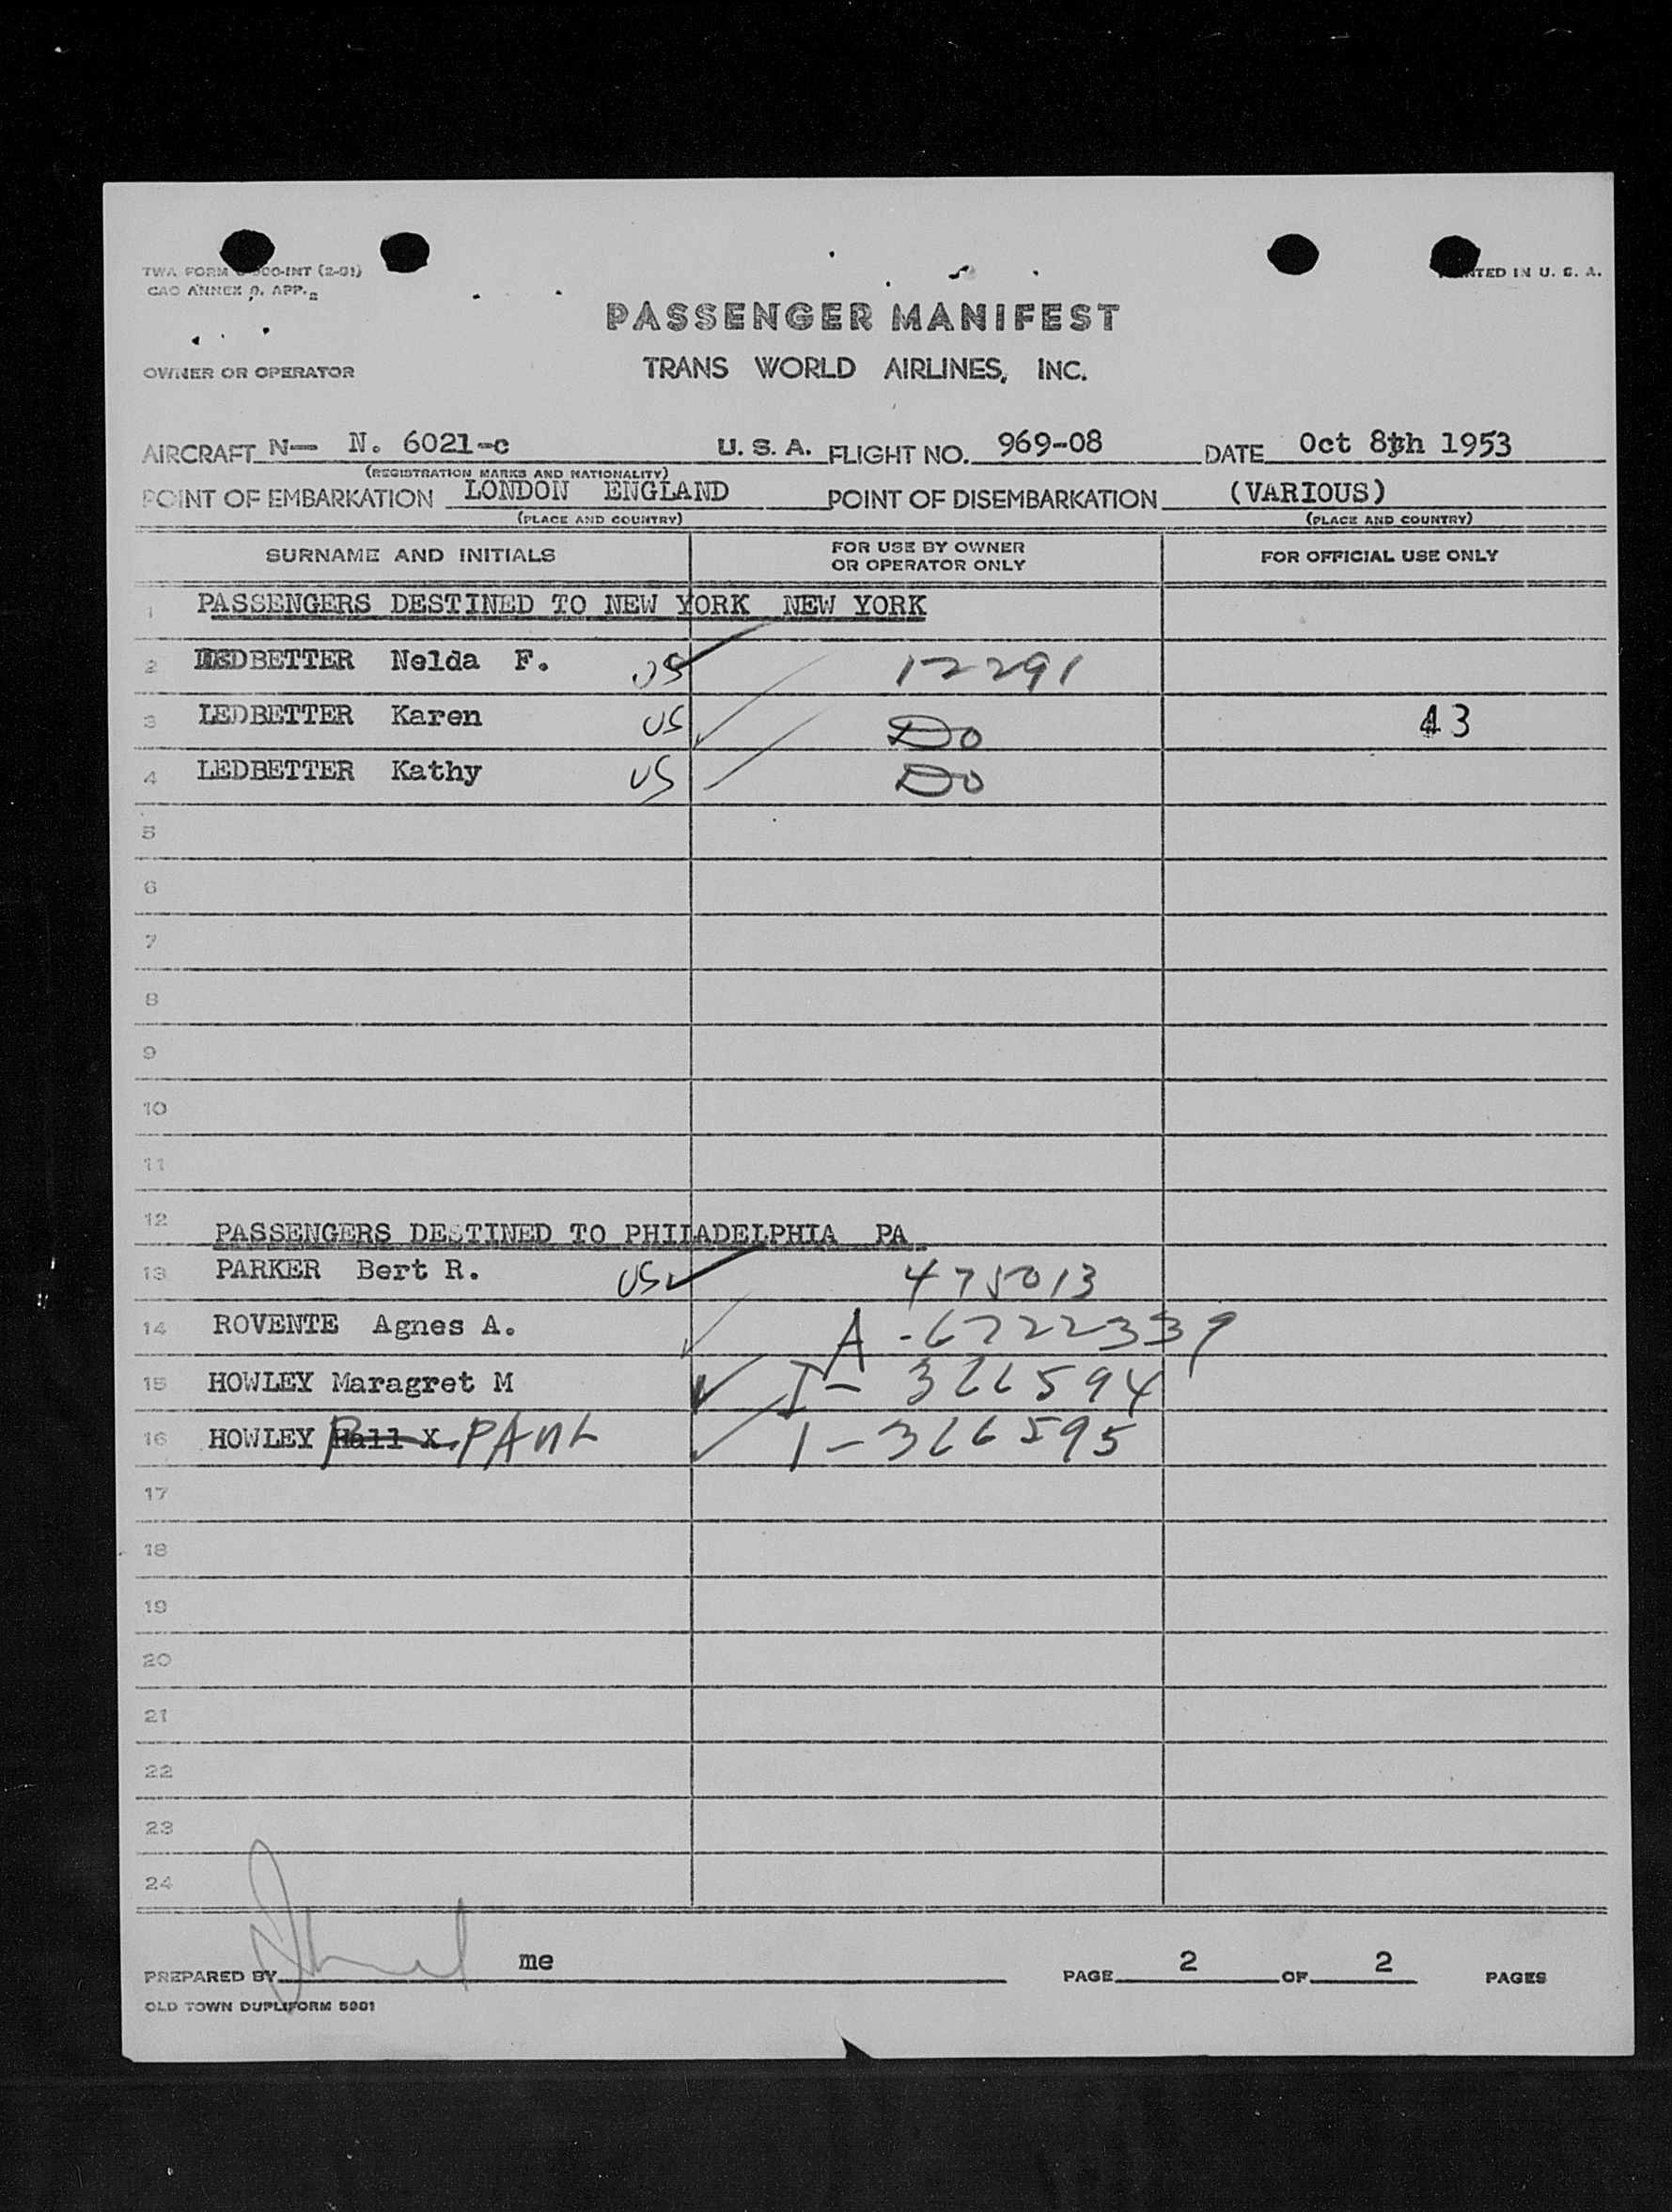 TWA FORM
CAO ANNEX 9. APP. 2
PRINTED IN U. S. A.
PASSENGER MANIFEST
OWNER OR OPERATOR TRANS WORLD AIRLINES, INC.
AIRCRAFT N— N. 6021-c U. S. A. FLIGHT NO. 969-08 DATE Oct 8th 1953
(REGISTRATION MARKS AND NATIONALITY)
POINT OF EMBARKATION LONDON ENGLAND POINT OF DISEMBARKATION (VARIOUS)
(PLACE AND COUNTRY) (PLACE AND COUNTRY)
SURNAME AND INITIALS FOR USE BY OWNER OR OPERATOR ONLY FOR OFFICIAL USE ONLY
1 PASSENGERS DESTINED TO NEW YORK NEW YORK
2 LEDBETTER Nelda F. US 12291
3 LEDBETTER Karen US Do 43
4 LEDBETTER Kathy US Do
5
6
7
8
9
10
11
12 PASSENGERS DESTINED TO PHILADELPHIA PA
13 PARKER Bert R. US 475013
14 ROVENTE Agnes A. A-6722339
15 HOWLEY Maragret M I-326594
16 HOWLEY Hall X. PAUL I-326595
17
18
19
20
21
22
23
24
PREPARED BY me PAGE 2 OF 2 PAGES
OLD TOWN DUPLIFORM 5901